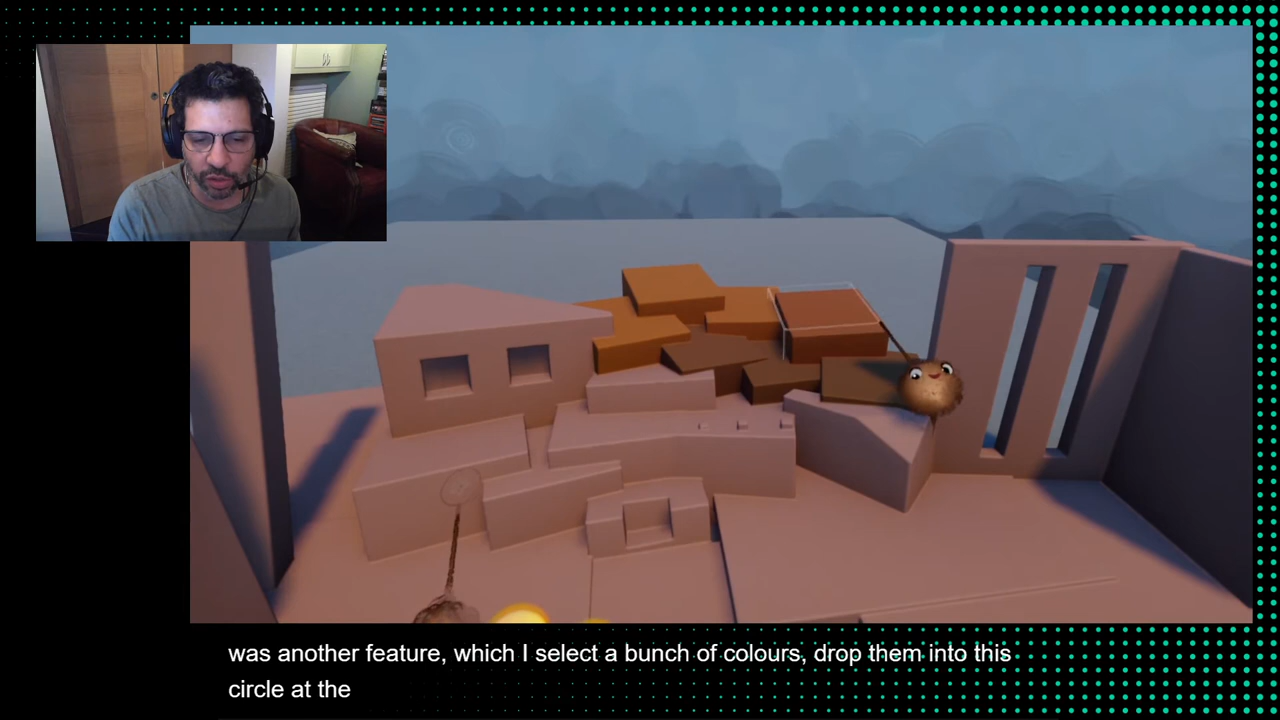 was another feature, which I select a bunch of colours, drop them into this
circle at the